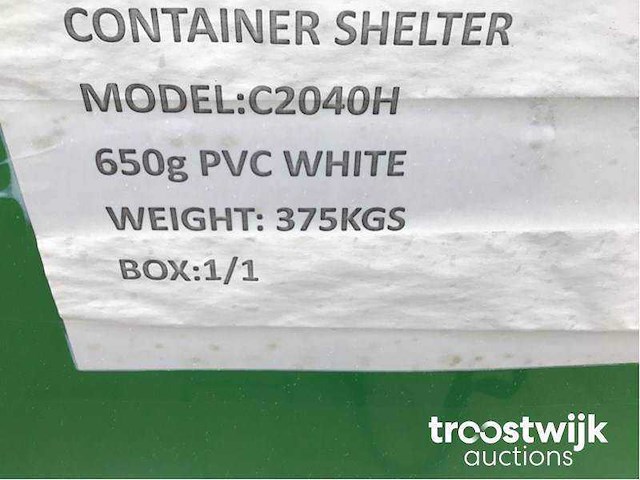 CONTAINER SHELTER
MODEL:C2040H
650g PVC WHITE
WEIGHT: 375KGS
BOX:1/1
troostwijk
auctions